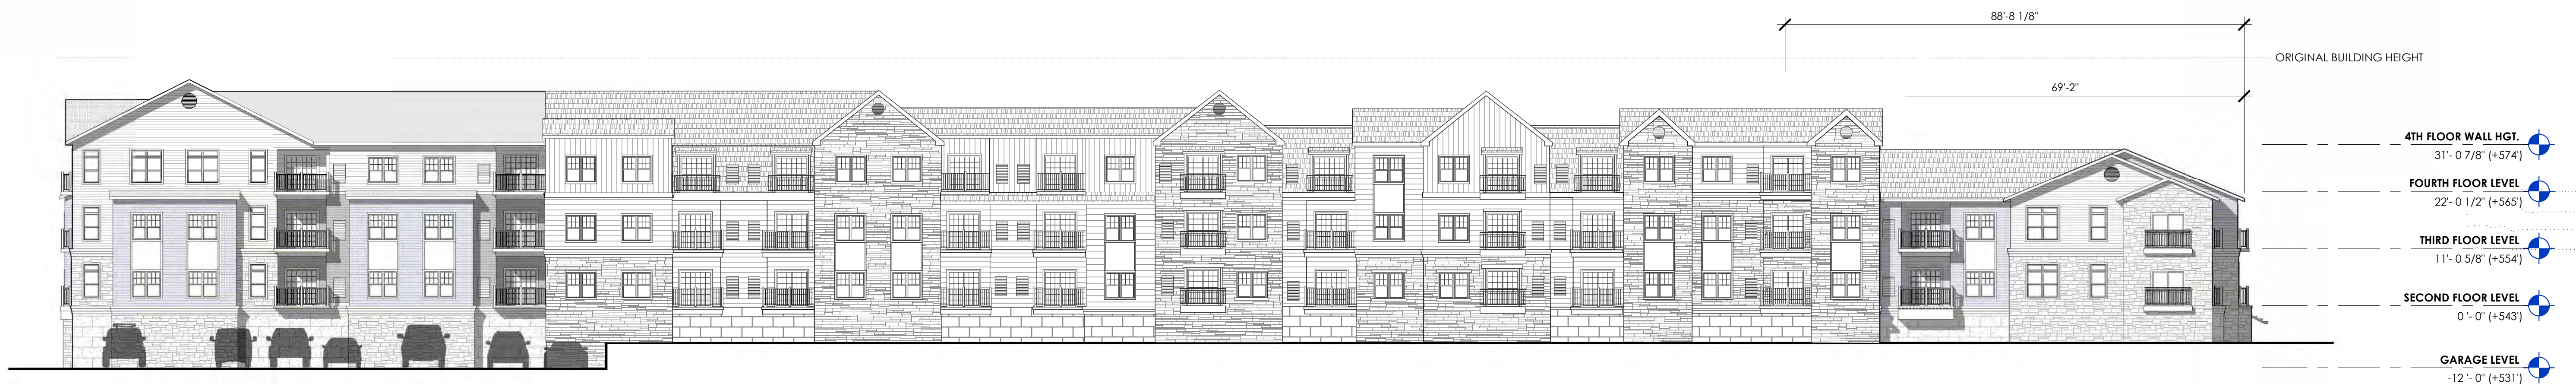 88'-8 1/8"
ORIGINAL BUILDING HEIGHT
69'-2"
4TH FLOOR WALL HGT.
31'- 0 7/8" (+574')
FOURTH FLOOR LEVEL
22'- 0 1/2" (+565')
THIRD FLOOR LEVEL
11'- 0 5/8" (+554')
SECOND FLOOR LEVEL
0 '- 0" (+543')
GARAGE LEVEL
-12 '- 0" (+531')